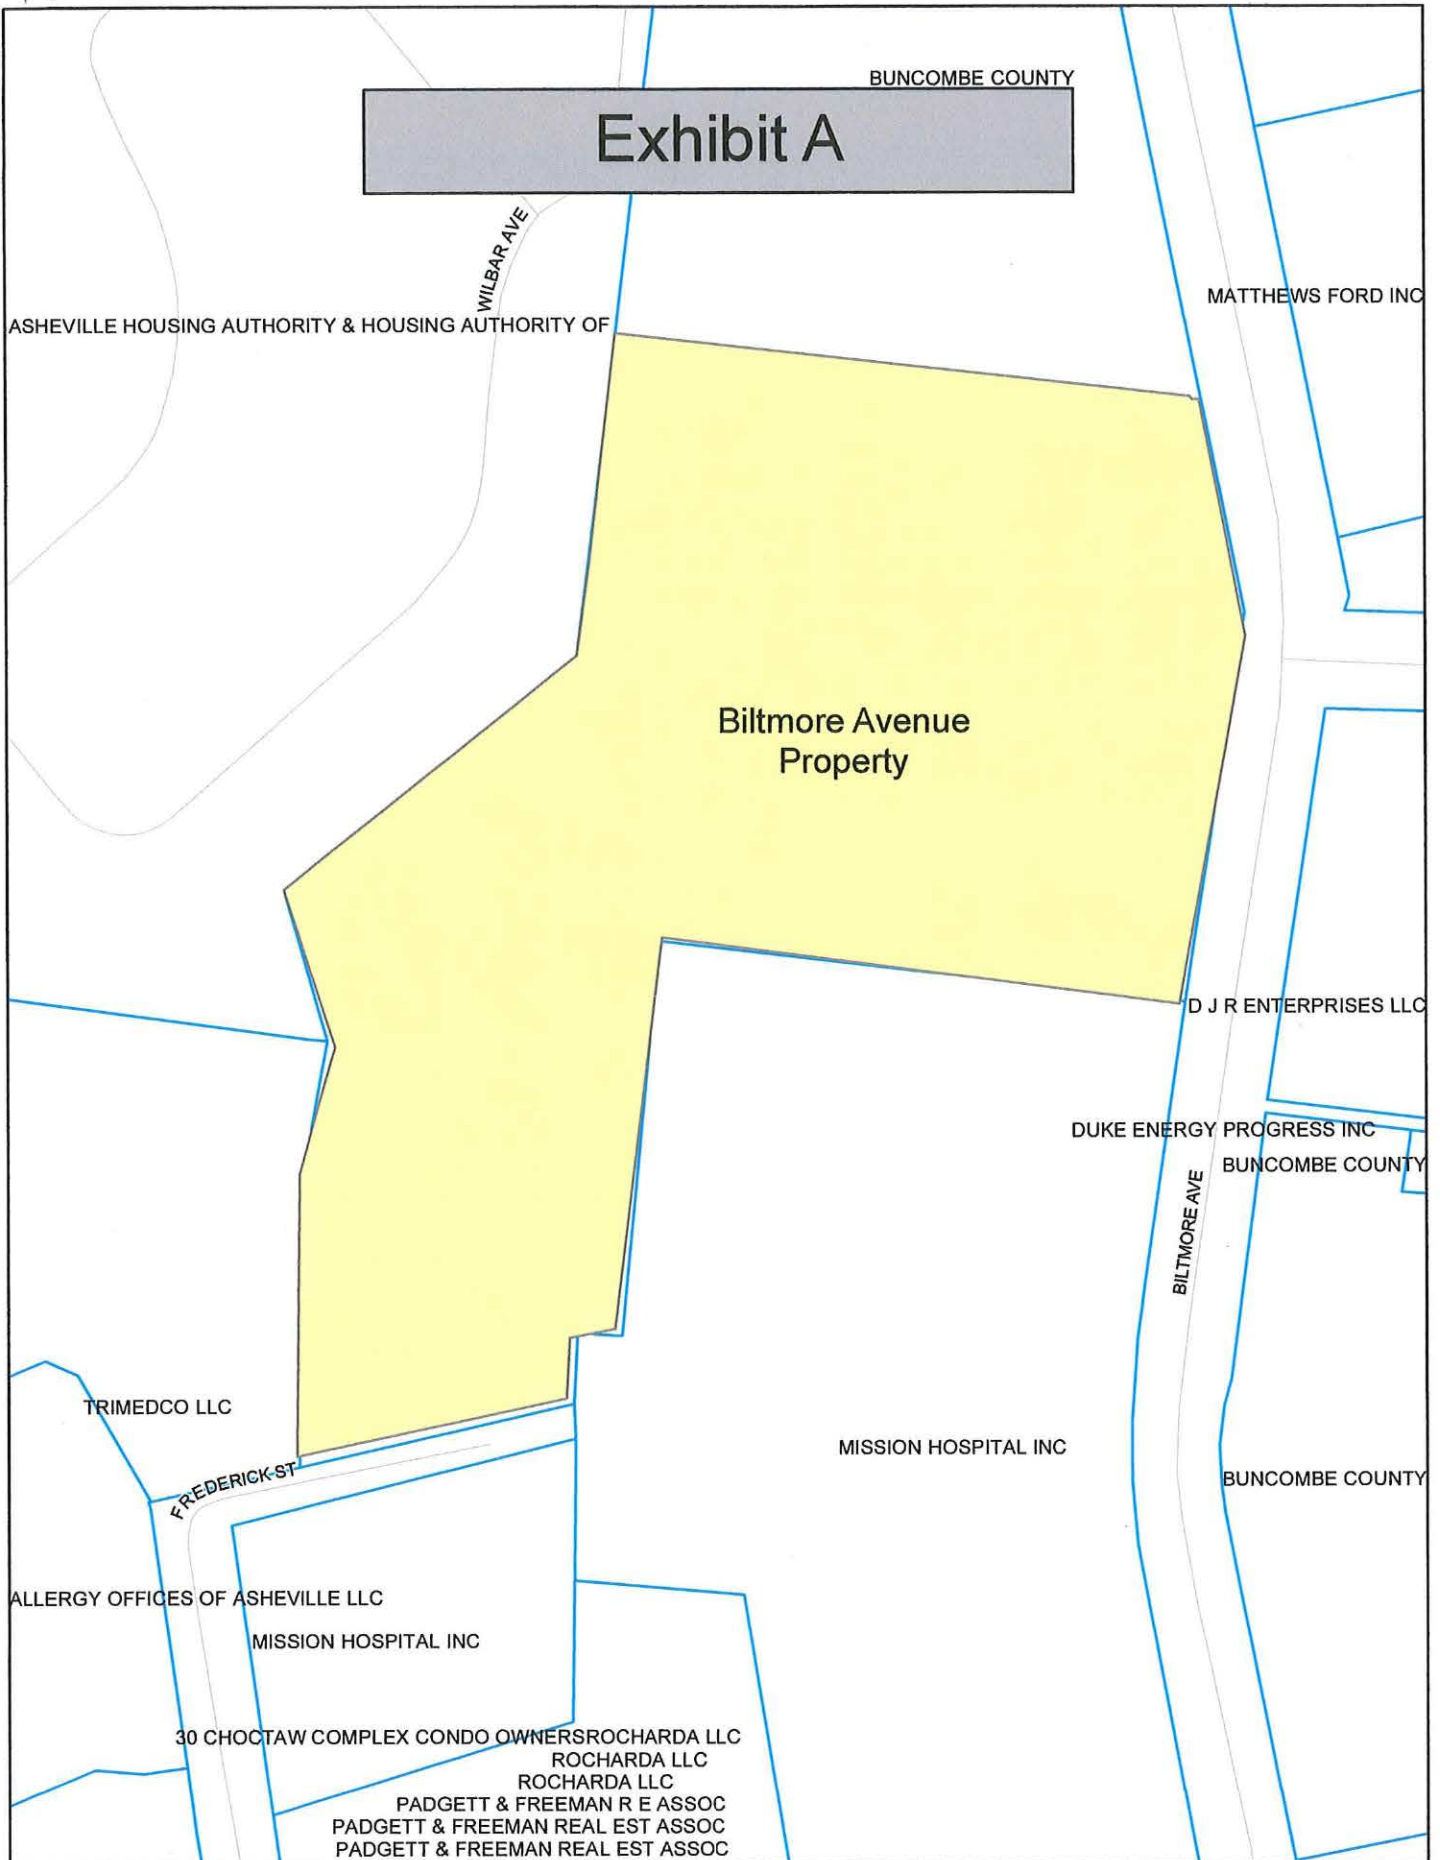 BUNCOMBE COUNTY
Exhibit A
WILBAR AVE
MATTHEWS FORD INC
ASHEVILLE HOUSING AUTHORITY & HOUSING AUTHORITY OF
Biltmore Avenue
Property
D J R ENTERPRISES LLC
DUKE ENERGY PROGRESS INC
BUNCOMBE COUNTY
BILTMORE AVE
TRIMEDCO LLC
MISSION HOSPITAL INC
FREDERICK ST
BUNCOMBE COUNTY
ALLERGY OFFICES OF ASHEVILLE LLC
MISSION HOSPITAL INC
30 CHOCTAW COMPLEX CONDO OWNERSROCHARDA LLC
ROCHARDA LLC
ROCHARDA LLC
PADGETT & FREEMAN R E ASSOC
PADGETT & FREEMAN REAL EST ASSOC
PADGETT & FREEMAN REAL EST ASSOC